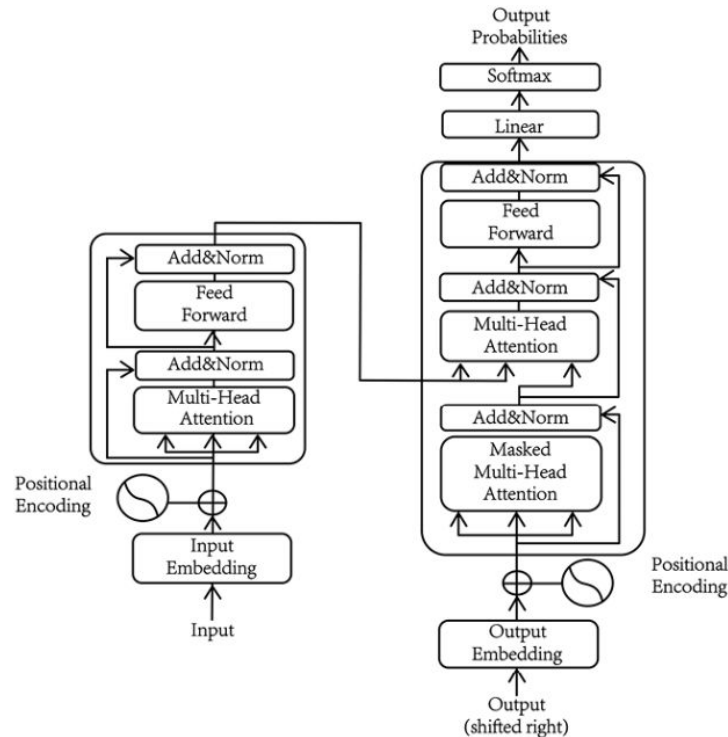 Output
Probabilities
Softmax
Linear
Add&Norm
Feed
Forward
Add&Norm
Multi-Head
Attention
Add&Norm
Masked
Multi-Head
Attention
Positional
Encoding
Output
Embedding
Output
(shifted right)
Add&Norm
Feed
Forward
Add&Norm
Multi-Head
Attention
Positional
Encoding
Input
Embedding
Input